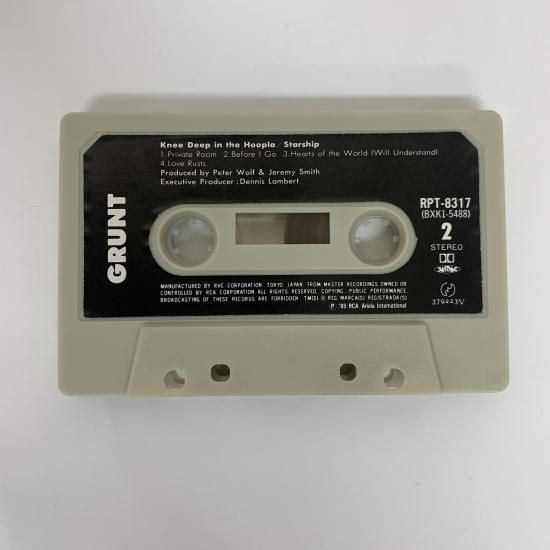 Knee Deep in the Hoopla / Starship
1. Private Room 2. Before I Go 3. Hearts of the World (Will Understand)
4. Love Rusts
Produced by Peter Wolf & Jeremy Smith
Executive Producer : Dennis Lambert
GRUNT
RPT-8317
(BXK1-5488)
2
STEREO
MANUFACTURED BY RVC CORPORATION, TOKYO, JAPAN. FROM MASTER RECORDINGS OWNED OR
CONTROLLED BY RCA CORPORATION ALL RIGHTS RESERVED, COPYING, PUBLIC PERFORMANCE,
BROADCASTING OF THESE RECORDS ARE FORBIDDEN. TM(S) ® REG MARCA(S) REGISTRADA(S)
℗ '85 RCA Ariola International
379223V